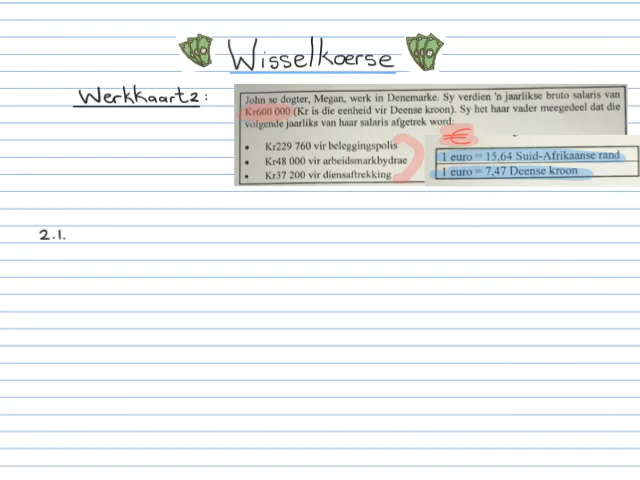 Wisselkoerse
Werkkaart 2:
John se dogter, Megan, werk in Denemarke. Sy verdien 'n jaarlikse bruto salaris van
Kr600 000 (Kr is die eenheid vir Deense kroon). Sy het haar vader meegedeel dat die
volgende jaarliks van haar salaris afgetrek word:
• Kr229 760 vir beleggingspolis
• Kr48 000 vir arbeidsmarkbydrae
• Kr37 200 vir diensaftrekking
€
1 euro = 15,64 Suid-Afrikaanse rand
1 euro = 7,47 Deense kroon
2.1.